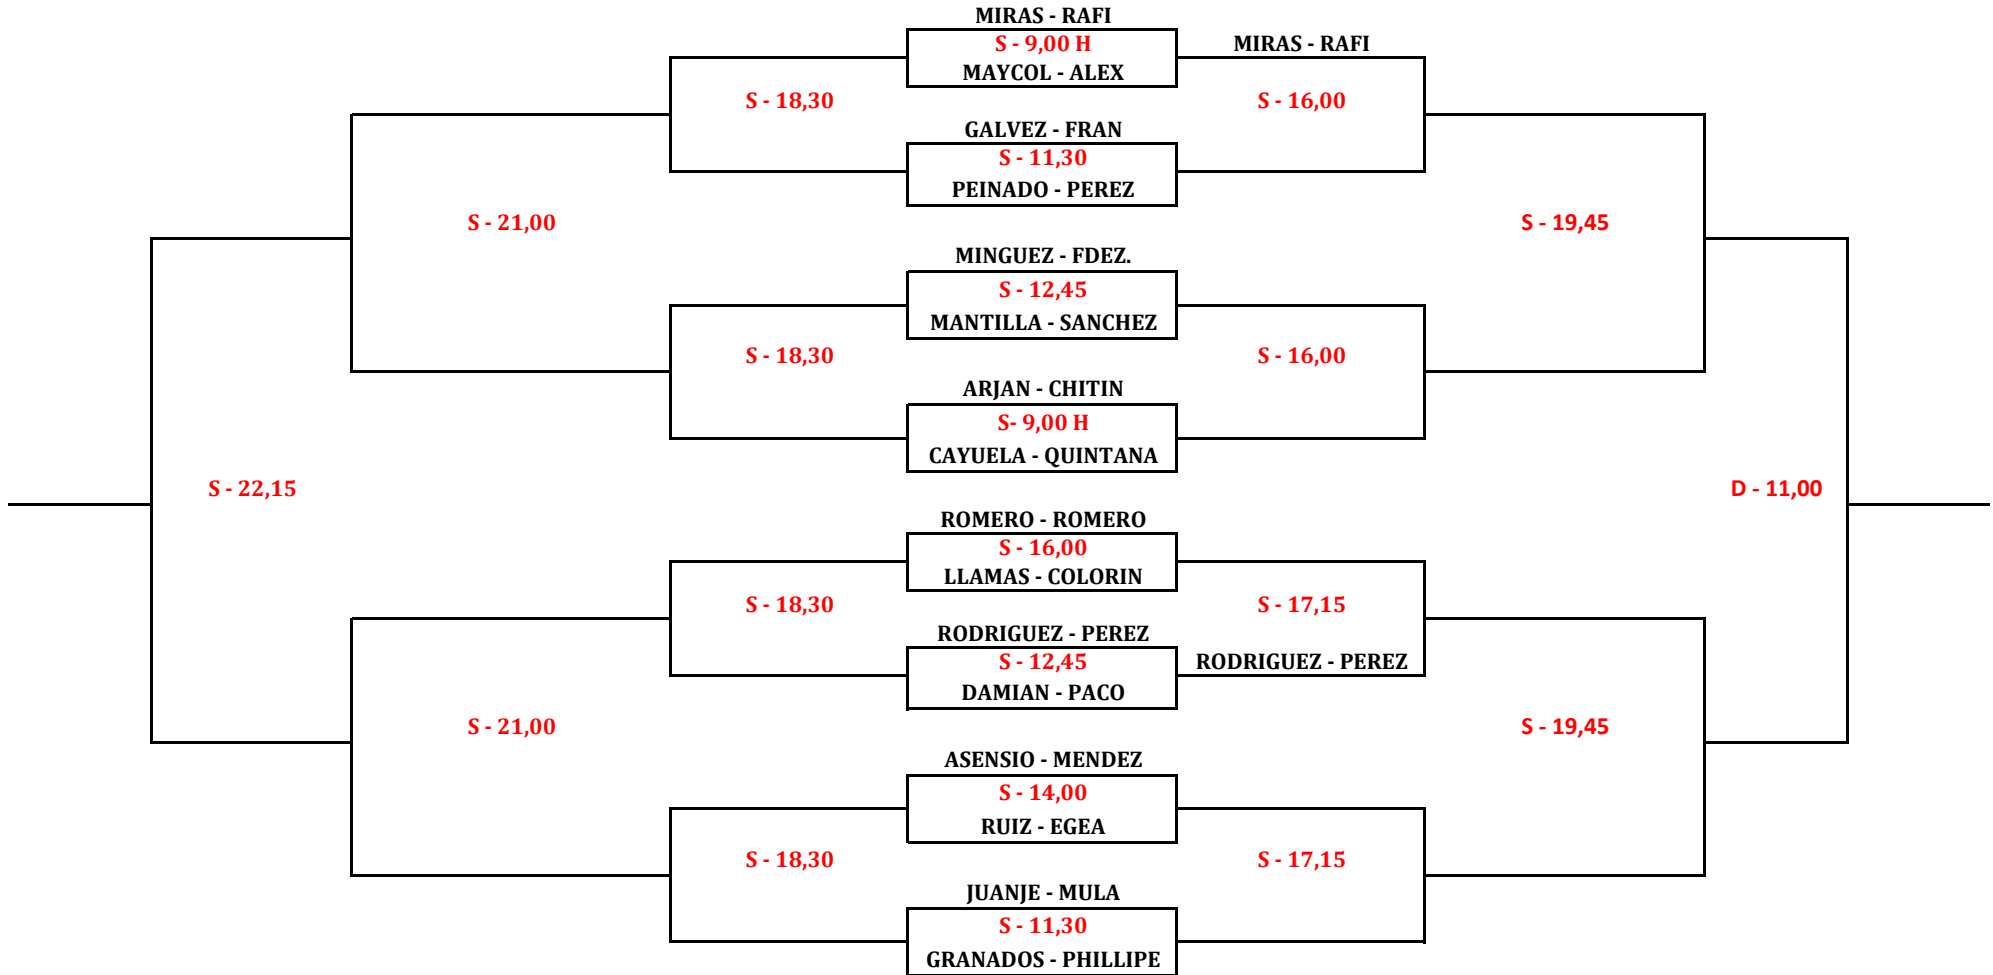 MIRAS - RAFI
S - 9,00 H
MIRAS - RAFI
MAYCOL - ALEX
S - 18,30
S - 16,00
GALVEZ - FRAN
S - 11,30
PEINADO - PEREZ
S - 21,00
S - 19,45
MINGUEZ - FDEZ.
S - 12,45
MANTILLA - SANCHEZ
S - 18,30
S - 16,00
ARJAN - CHITIN
S- 9,00 H
CAYUELA - QUINTANA
S - 22,15
D - 11,00
ROMERO - ROMERO
S - 16,00
LLAMAS - COLORIN
S - 18,30
S - 17,15
RODRIGUEZ - PEREZ
S - 12,45
RODRIGUEZ - PEREZ
DAMIAN - PACO
S - 21,00
S - 19,45
ASENSIO - MENDEZ
S - 14,00
RUIZ - EGEA
S - 18,30
S - 17,15
JUANJE - MULA
S - 11,30
GRANADOS - PHILLIPE